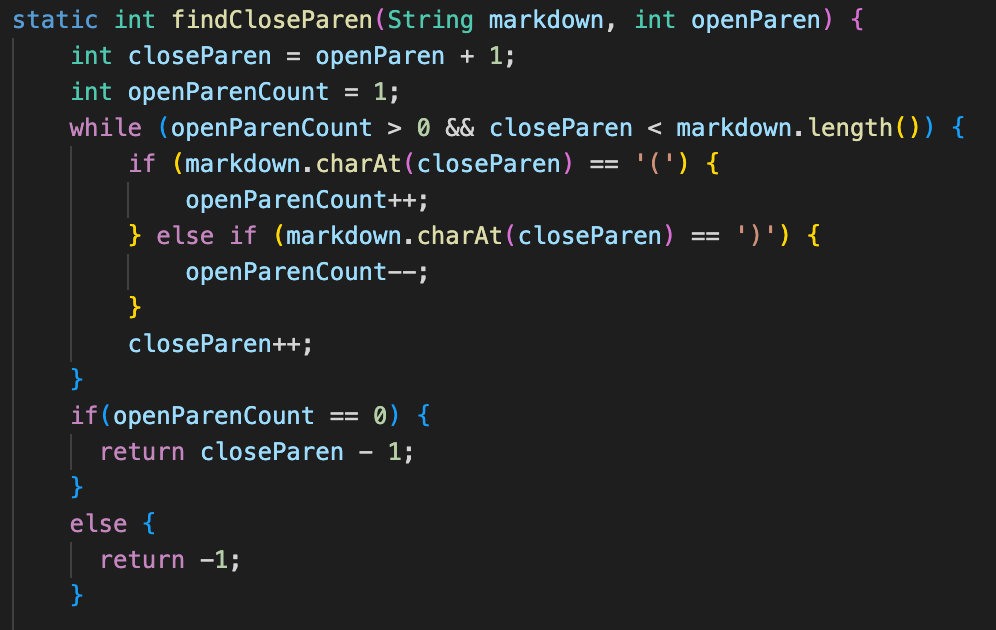 static int findCloseParen(String markdown, int openParen) {
    int closeParen = openParen + 1;
    int openParenCount = 1;
    while (openParenCount > 0 && closeParen < markdown.length()) {
        if (markdown.charAt(closeParen) == '(') {
            openParenCount++;
        } else if (markdown.charAt(closeParen) == ')') {
            openParenCount--;
        }
        closeParen++;
    }
    if(openParenCount == 0) {
      return closeParen - 1;
    }
    else {
      return -1;
    }